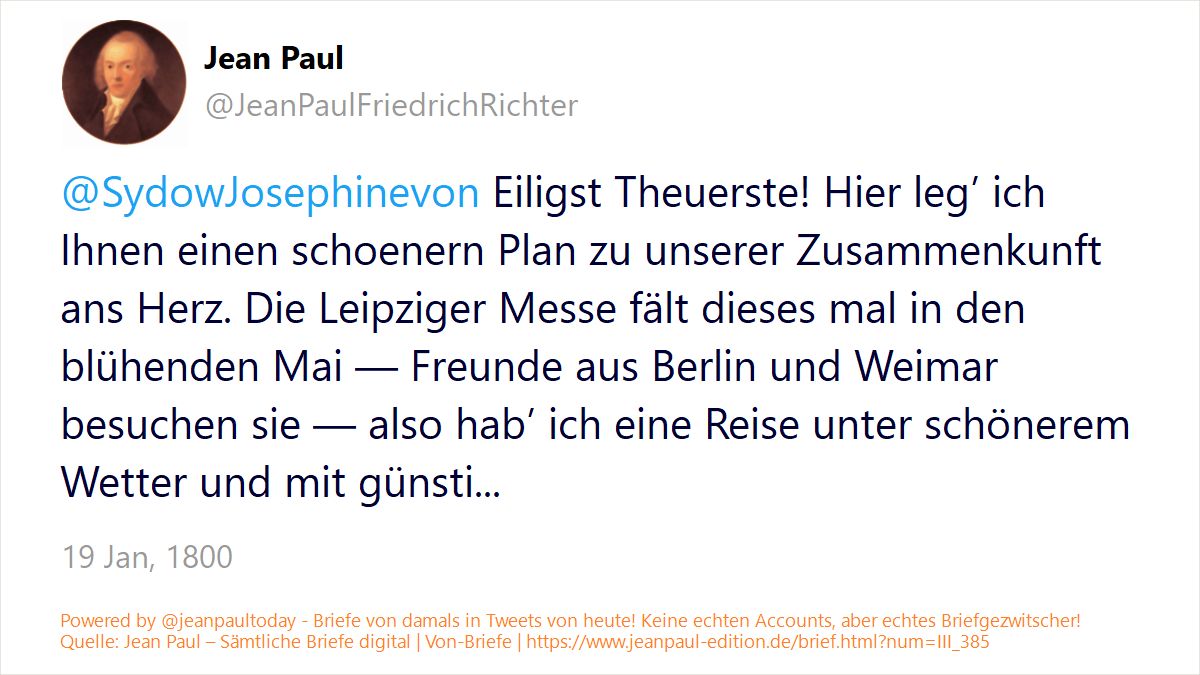 Jean Paul
@JeanPaulFriedrichRichter
@SydowJosephinevon Eiligst Theuerste! Hier leg’ ich
Ihnen einen schoenern Plan zu unserer Zusammenkunft
ans Herz. Die Leipziger Messe fält dieses mal in den
blühenden Mai — Freunde aus Berlin und Weimar
besuchen sie — also hab’ ich eine Reise unter schönerem
Wetter und mit günsti...
19 Jan, 1800
Powered by @jeanpaultoday - Briefe von damals in Tweets von heute! Keine echten Accounts, aber echtes Briefgezwitscher!
Quelle: Jean Paul – Sämtliche Briefe digital | Von-Briefe | https://www.jeanpaul-edition.de/brief.html?num=III_385